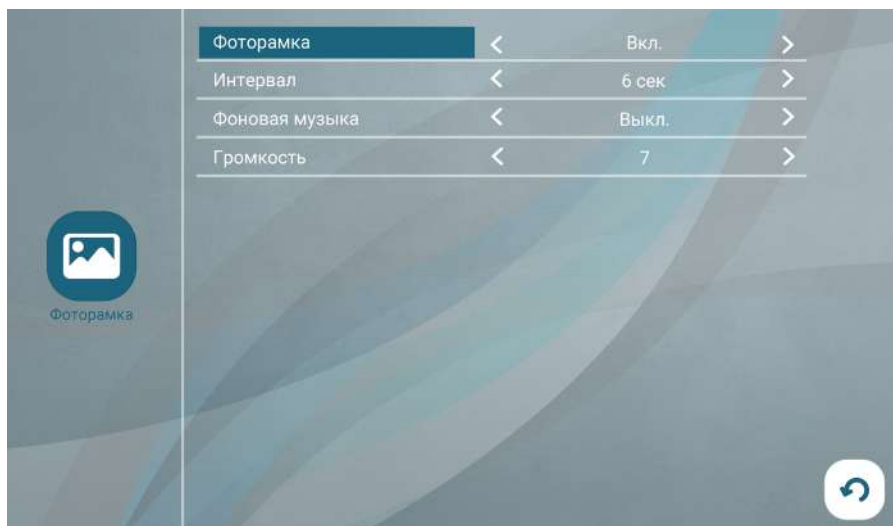 Фоторамка Вкл.
Интервал 6 сек
Фоновая музыка Выкл.
Громкость 7
Фоторамка